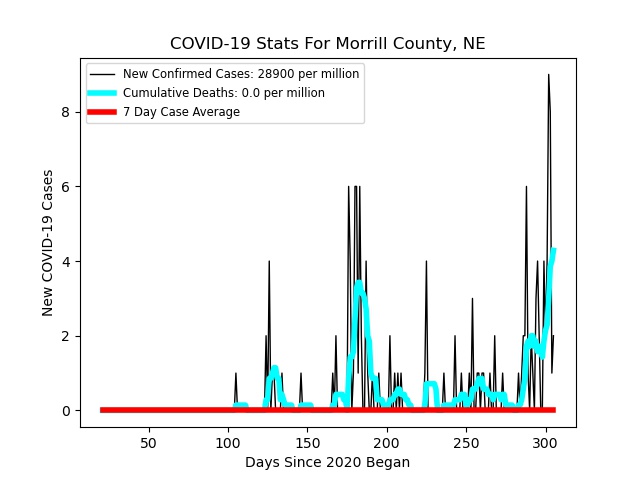 COVID-19 Stats For Morrill County, NE
New Confirmed Cases: 28900 per million
Cumulative Deaths: 0.0 per million
7 Day Case Average
New COVID-19 Cases
8
6
4
2
0
50 100 150 200 250 300
Days Since 2020 Began